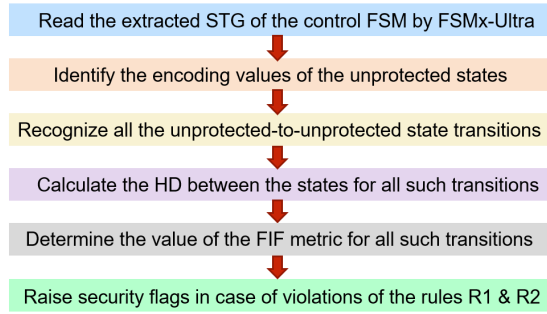 Read the extracted STG of the control FSM by FSMx-Ultra
Identify the encoding values of the unprotected states
Recognize all the unprotected-to-unprotected state transitions
Calculate the HD between the states for all such transitions
Determine the value of the FIF metric for all such transitions
Raise security flags in case of violations of the rules R1 & R2